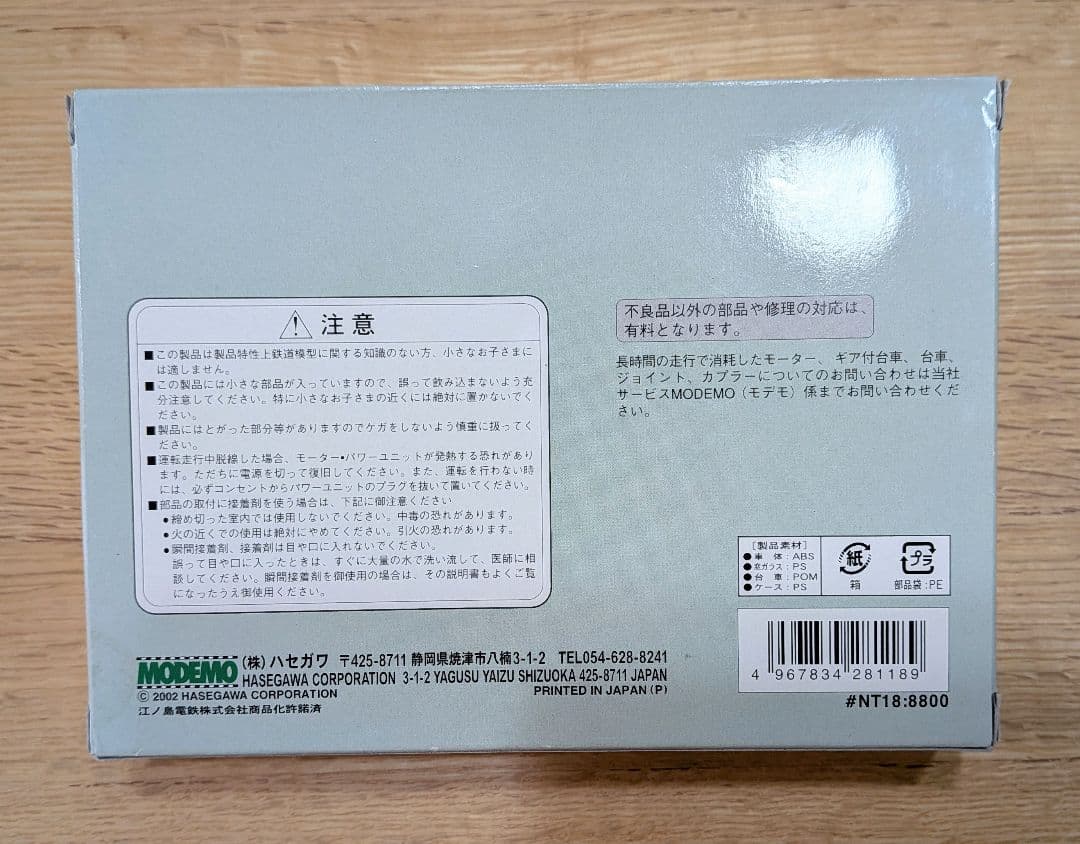 注意
■この製品は製品特性上鉄道模型に関する知識のない方、小さなお子さまに
は適しません。
■この製品には小さな部品が入っていますので、誤って飲み込まないよう充
分注意してください。特に小さなお子さまの近くには絶対に置かないでく
ださい。
■製品にはとがった部分等がありますのでケガをしないよう慎重に扱ってく
ださい。
■運転走行中脱線した場合、モーター•パワーユニットが発熱する恐れがあり
ます。ただちに電源を切って復旧してください。また、運転を行わない時
には、必ずコンセントからパワーユニットのプラグを抜いて置いてください。
■部品の取付に接着剤を使う場合は、下記に御注意ください
●締め切った室内では使用しないでください。中毒の恐れがあります。
●火の近くでの使用は絶対にやめてください。引火の恐れがあります。
●瞬間接着剤、接着剤は目や口に入れないでください。
誤って目や口に入ったときは、すぐに大量の水で洗い流して、医師に相
談してください。瞬間接着剤を御使用の場合は、その説明書もよくご覧
になったうえ御使用ください。
不良品以外の部品や修理の対応は、
有料となります。
長時間の走行で消耗したモーター、ギア付台車、台車、
ジョイント、カプラーについてのお問い合わせは当社
サービスMODEMO（モデモ）係までお問い合わせくだ
さい。
［製品素材］
●車 体：ABS
●窓ガラス：PS
●台 車：POM
●ケース：PS
紙
箱
プラ
部品袋：PE
4 967834 281189
#NT18:8800
MODEMO
(株)ハセガワ 〒425-8711 静岡県焼津市八楠3-1-2 TEL054-628-8241
HASEGAWA CORPORATION 3-1-2 YAGUSU YAIZU SHIZUOKA 425-8711 JAPAN
© 2002 HASEGAWA CORPORATION
PRINTED IN JAPAN (P)
江ノ島電鉄株式会社商品化許諾済